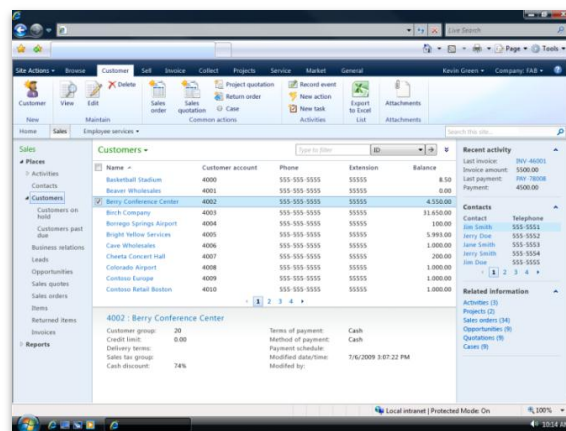 Live Search
Page Tools
Site Actions Browse Customer Sell Invoice Collect Projects Service Market General Kevin Green Company: FAB
Customer View Edit Delete Sales order Sales quotation Project quotation Return order Case Record event New action New task Export to Excel Attachments
New Maintain Common actions Activities List Attachments
Home Sales Employee services Search this site...
Sales
Places
Activities
Contacts
Customers
Customers on hold
Customers past due
Business relations
Leads
Opportunities
Sales quotes
Sales orders
Items
Returned items
Invoices
Reports
Customers Type to filter ID
Name Customer account Phone Extension Balance
Basketball Stadium 4000 555-555-5555 55555 8.50
Beaver Wholesales 4001 555-555-5555 55555 0.00
Berry Conference Center 4002 555-555-5555 55555 4.550.00
Birch Company 4003 555-555-5555 55555 31.650.00
Borrego Springs Airport 4004 555-555-5555 55555 100.00
Bright Yellow Services 4005 555-555-5555 55555 5.993.00
Cave Wholesales 4006 555-555-5555 55555 1.000.00
Cheeta Concert Hall 4007 555-555-5555 55555 200.00
Colorado Airport 4008 555-555-5555 55555 1.000.00
Contoso Europe 4009 555-555-5555 55555 1.000.00
Contoso Retail Boston 4010 555-555-5555 55555 1.000.00
1 2 3 4
4002 : Berry Conference Center
Customer group: 20 Terms of payment: Cash
Credit limit: 0.00 Method of payment: Cash
Delivery terms: Payment schedule:
Sales tax group: Modified date/time: 7/6/2009 3:07:22 PM
Cash discount: 74% Modified by:
Recent activity
Last invoice: INV-46001
Invoice amount: 5500.00
Last payment: PAY-78008
Payment: 4500.00
Contacts
Contact Telephone
Jim Smith 555-5551
Jerry Doe 555-5552
Jane Smith 555-5553
Jerry Smith 555-5554
Jim Doe 555-5555
1 2 3 4
Related information
Activities (3)
Projects (2)
Sales orders (34)
Opportunities (9)
Quotations (9)
Cases (9)
Local intranet | Protected Mode: On 100%
10:14 AM